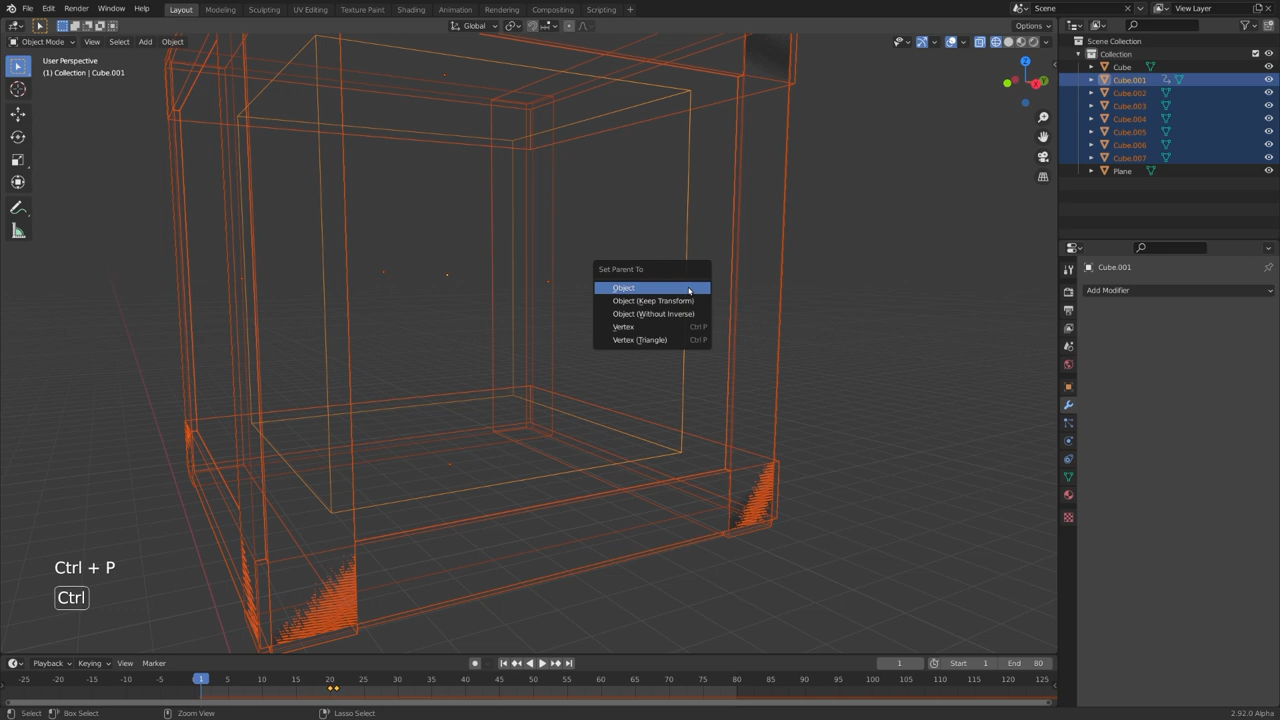 File Edit Render Window Help Layout Modeling Sculpting UV Editing Texture Paint Shading Animation Rendering Compositing Scripting + Scene View Layer
Global Options
Object Mode View Select Add Object
User Perspective
(1) Collection | Cube.001
Scene Collection
Collection
Cube
Cube.001
Cube.002
Cube.003
Cube.004
Cube.005
Cube.006
Cube.007
Plane
Z
Y
X
Set Parent To
Object
Object (Keep Transform)
Object (Without Inverse)
Vertex Ctrl P
Vertex (Triangle) Ctrl P
Cube.001
Add Modifier
Ctrl + P
Ctrl
Playback Keying View Marker 1 Start 1 End 80
-25 -20 -15 -10 -5 1 5 10 15 20 25 30 35 40 45 50 55 60 65 70 75 80 85 90 95 100 105 110 115 120 125
Select Box Select Zoom View Lasso Select 2.92.0 Alpha